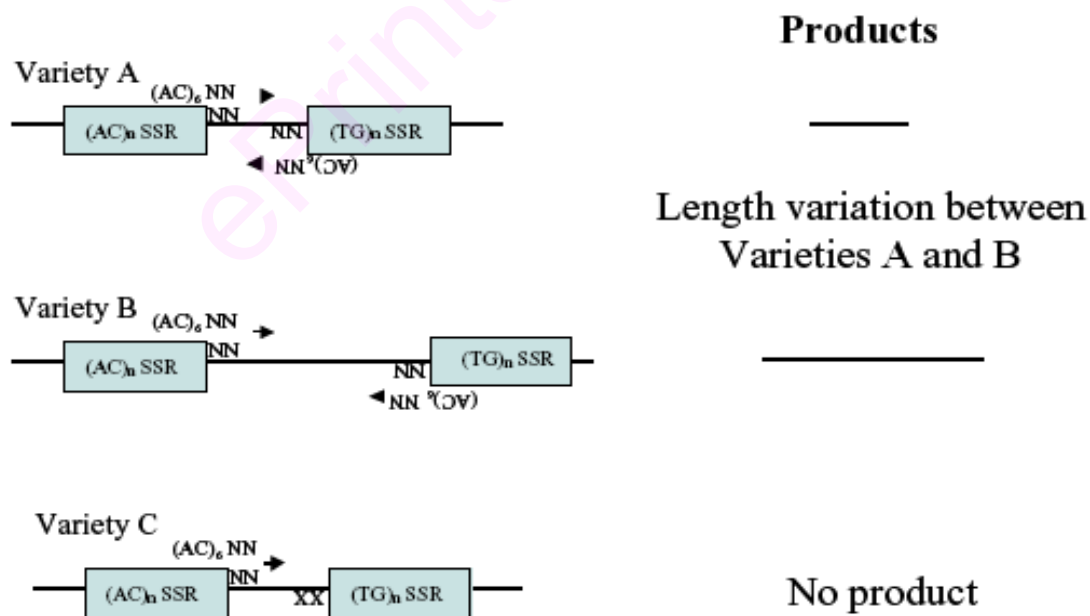 Products
Variety A
(AC)₆ NN
NN
(AC)n SSR
NN
(TG)n SSR
NN (AC)₆
Length variation between
Varieties A and B
Variety B
(AC)₆ NN
NN
(AC)n SSR
NN
(TG)n SSR
NN (AC)₆
Variety C
(AC)₆ NN
NN
(AC)n SSR
XX
(TG)n SSR
No product